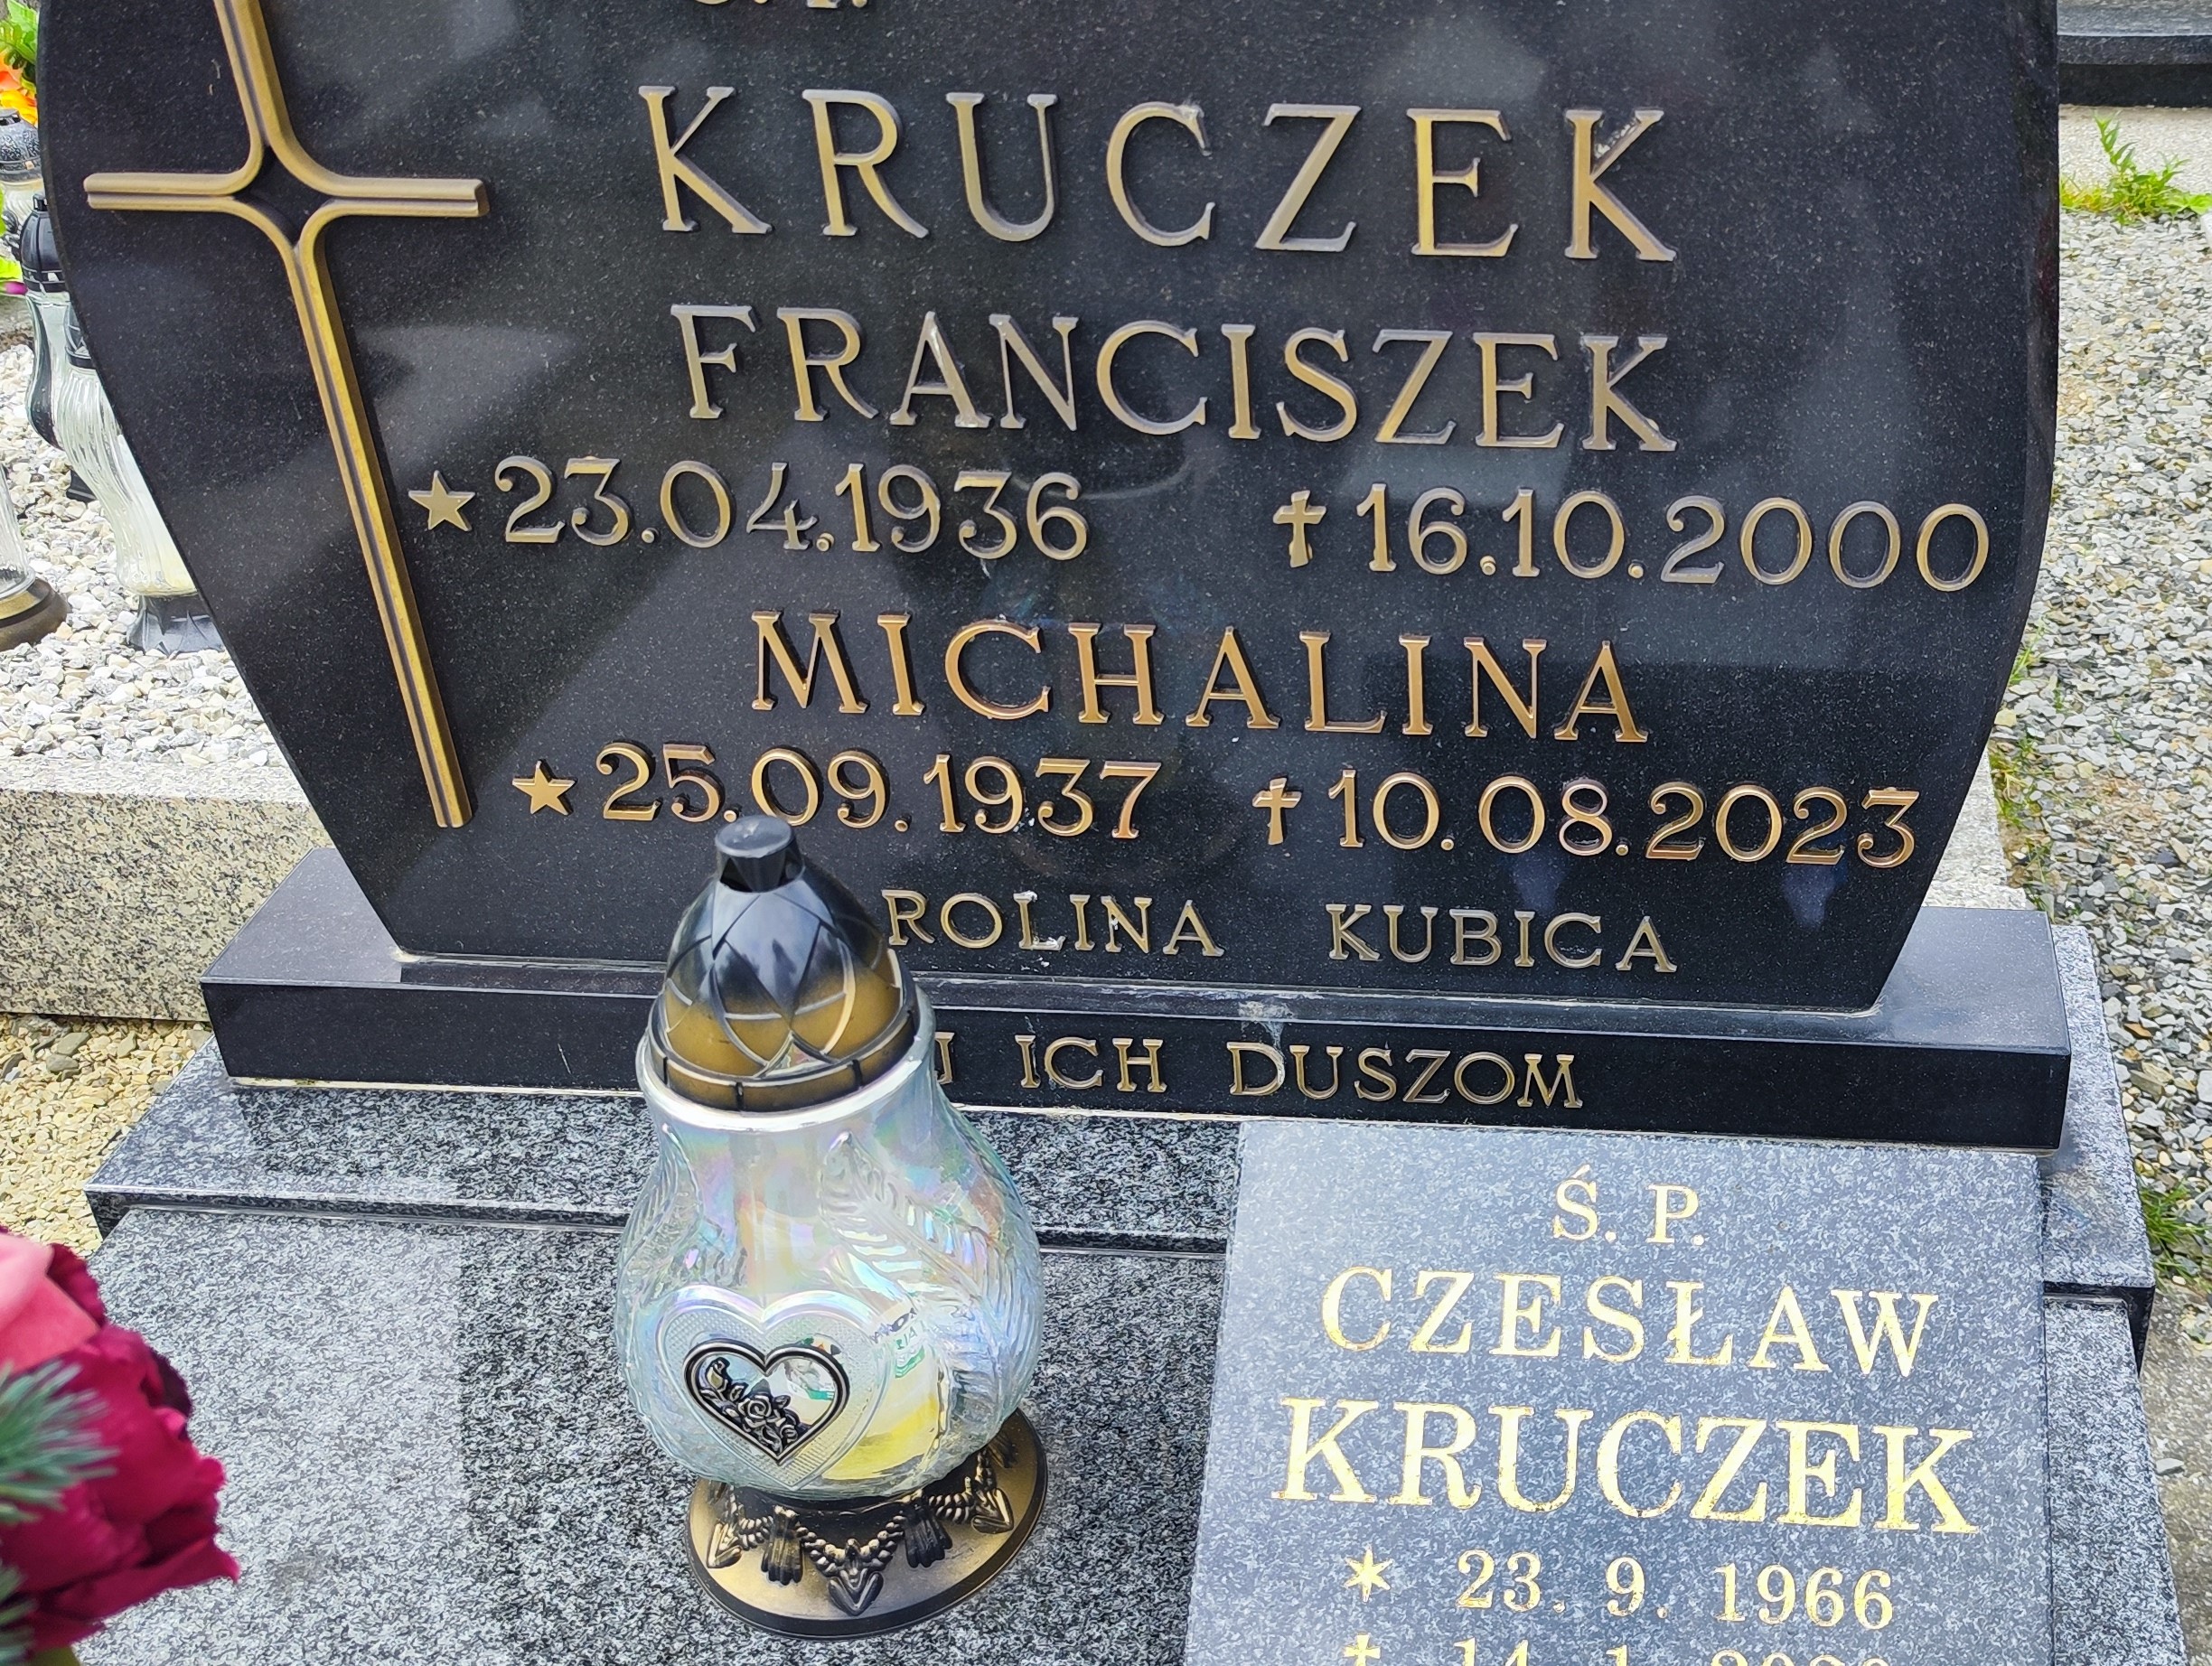 KRUCZEK
FRANCISZEK
★23.04.1936 ✝16.10.2000
MICHALINA
★25.09.1937 ✝10.08.2023
ROLINA KUBICA
J ICH DUSZOM
Ś. P.
CZESŁAW
KRUCZEK
* 23. 9. 1966